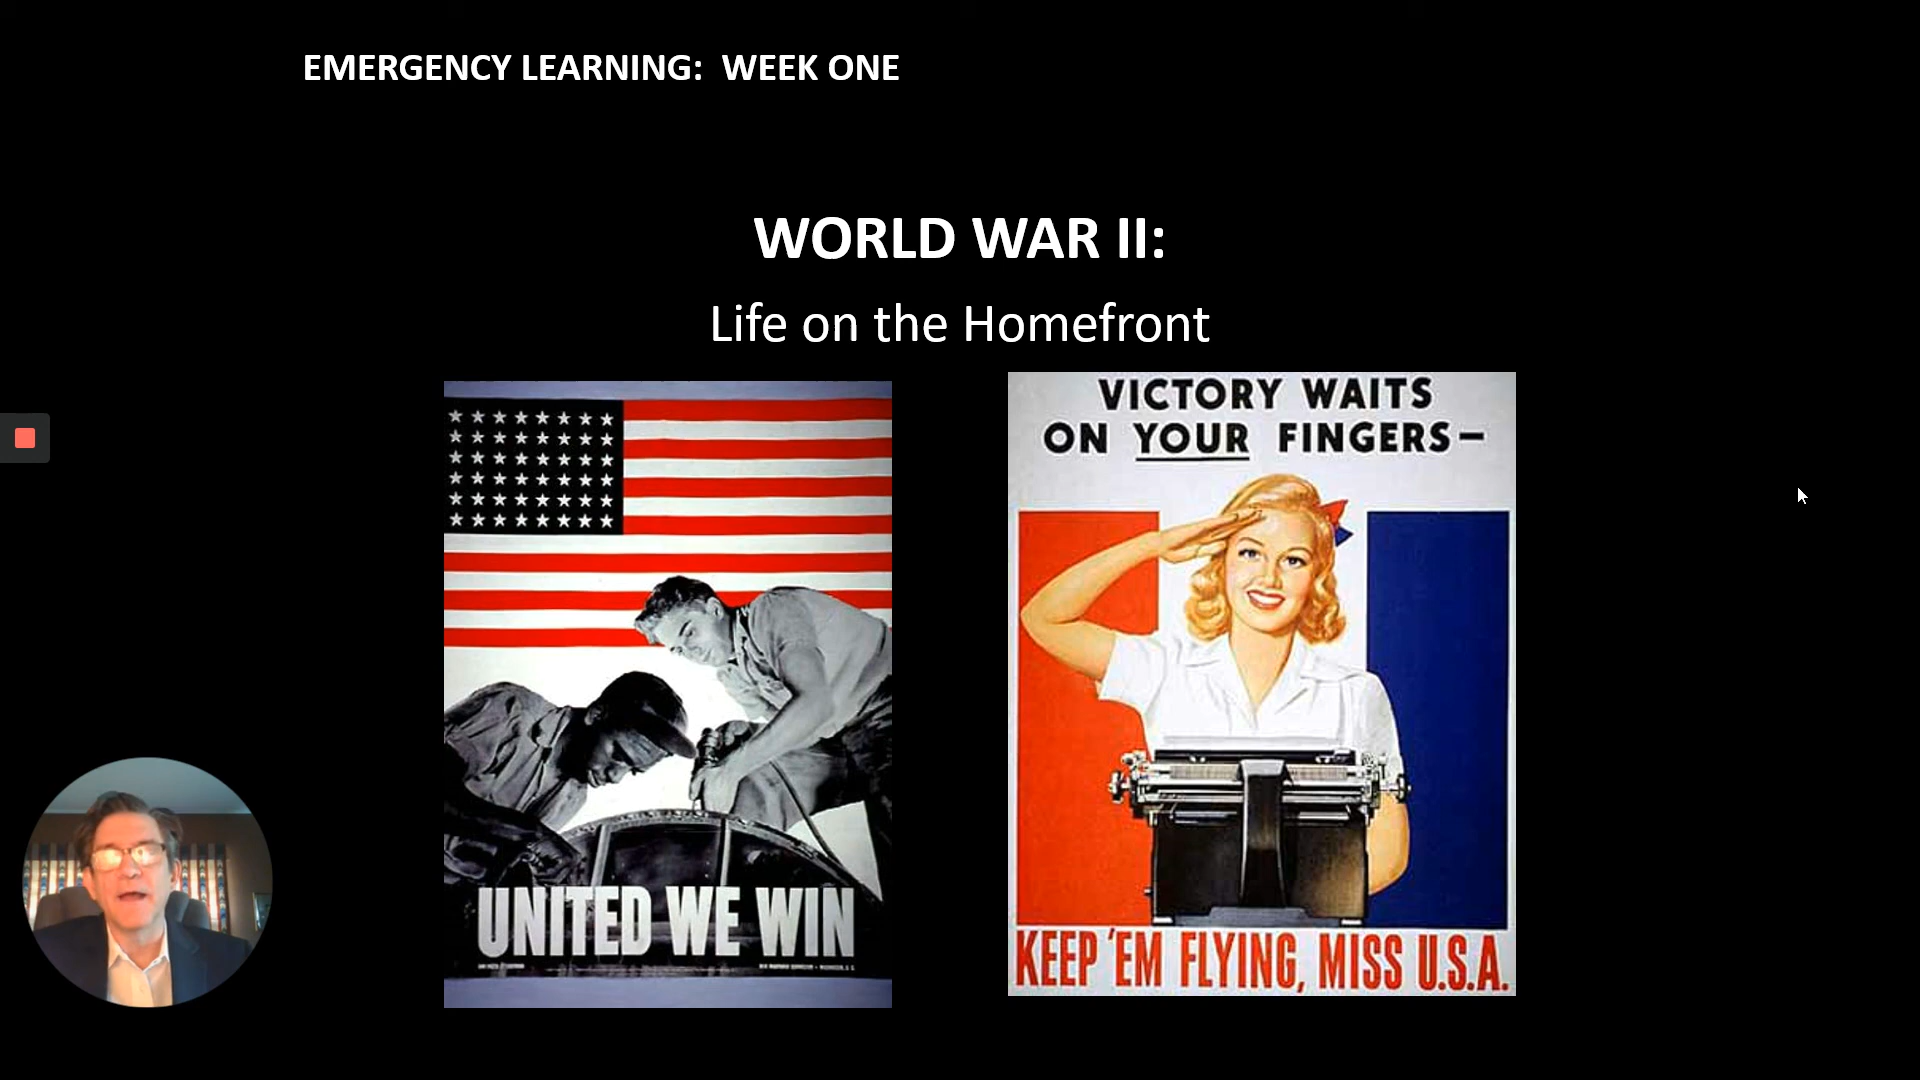 EMERGENCY LEARNING:  WEEK ONE
WORLD WAR II:
Life on the Homefront
VICTORY WAITS
ON YOUR FINGERS–
UNITED WE WIN
KEEP 'EM FLYING, MISS U.S.A.